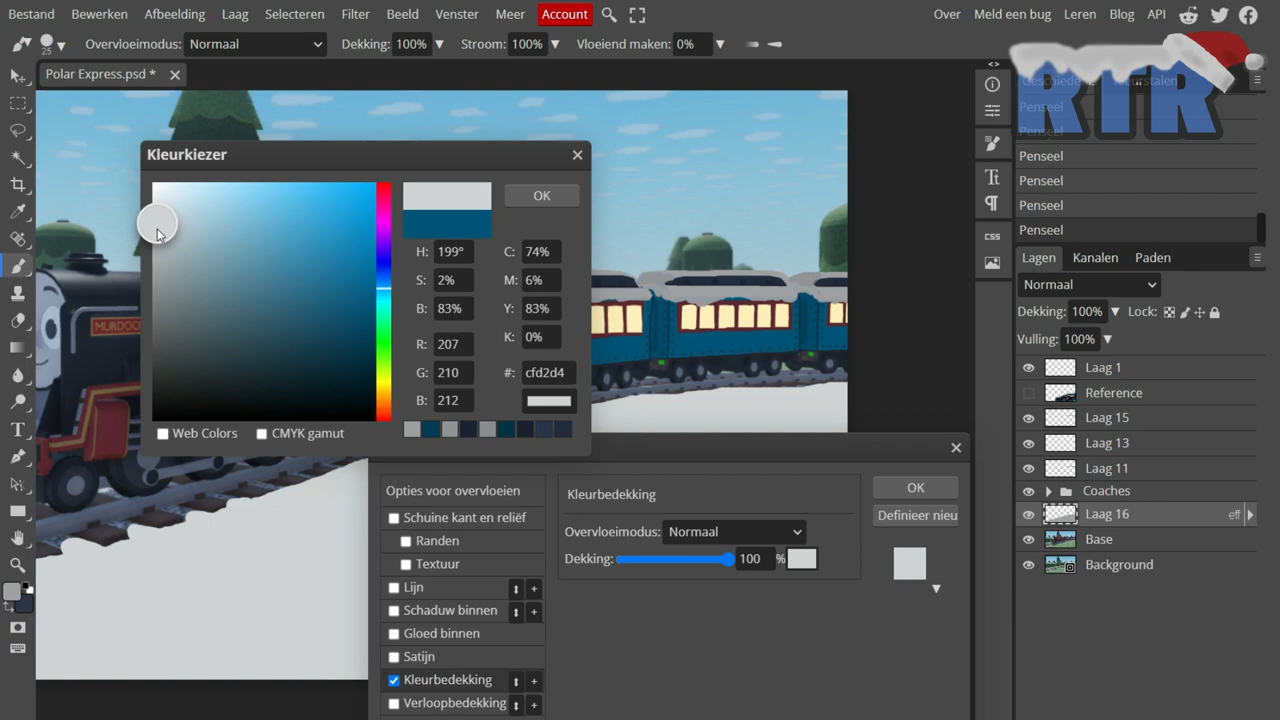 Bestand Bewerken Afbeelding Laag Selecteren Filter Beeld Venster Meer Account Over Meld een bug Leren Blog API
25 Overvloeimodus: Normaal Dekking: 100% Stroom: 100% Vloeiend maken: 0%
Polar Express.psd *
RTR
Penseel
Penseel
Penseel
Penseel
Kleurkiezer
OK
H: 199° C: 74%
S: 2% M: 6%
B: 83% Y: 83%
R: 207 K: 0%
G: 210 #: cfd2d4
B: 212
Web Colors CMYK gamut
MURDOC
CSS
Lagen Kanalen Paden
Normaal
Dekking: 100% Lock:
Vulling: 100%
Laag 1
Reference
Laag 15
Laag 13
Laag 11
Coaches
Laag 16 eff
Base
Background
Opties voor overvloeien
Schuine kant en reliëf
Randen
Textuur
Lijn
Schaduw binnen
Gloed binnen
Satijn
Kleurbedekking
Verloopbedekking
Kleurbedekking
Overvloeimodus: Normaal
Dekking: 100 %
OK
Definieer nieu